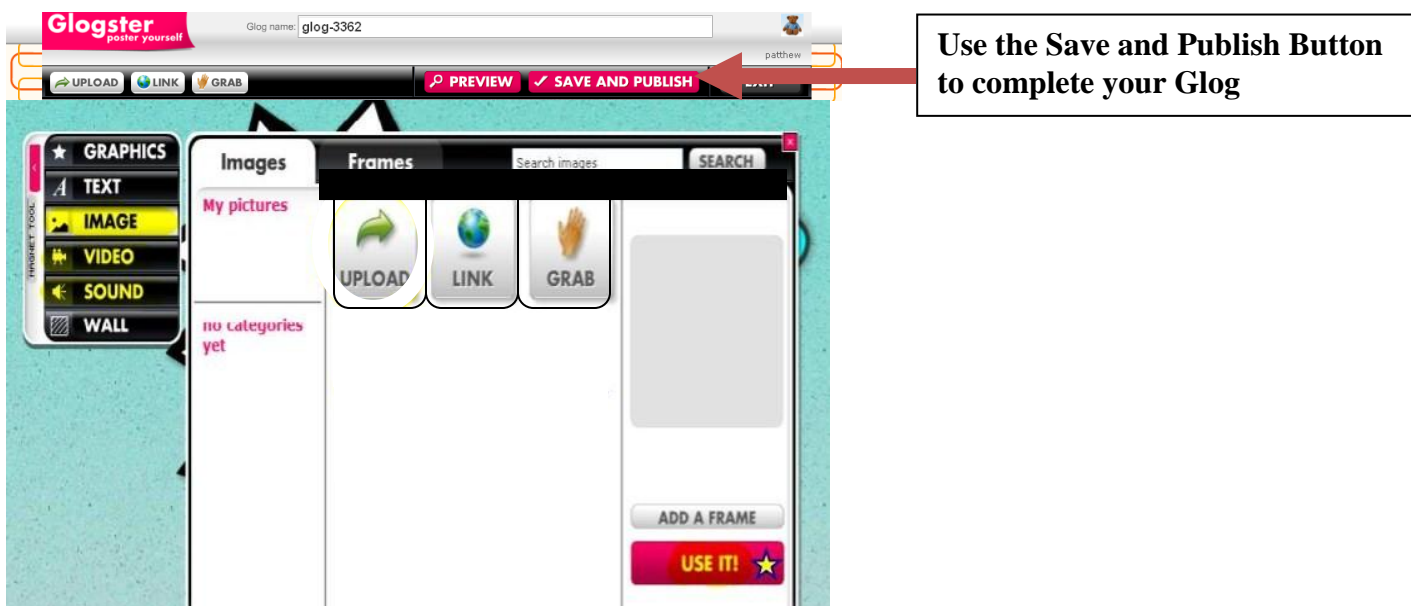 Glogster
poster yourself
Glog name: glog-3362
patthew
UPLOAD LINK GRAB PREVIEW SAVE AND PUBLISH EXIT
Use the Save and Publish Button
to complete your Glog
MAGNET TOOL
GRAPHICS
TEXT
IMAGE
VIDEO
SOUND
WALL
Images Frames Search images SEARCH
My pictures
no categories
yet
UPLOAD LINK GRAB
ADD A FRAME
USE IT!